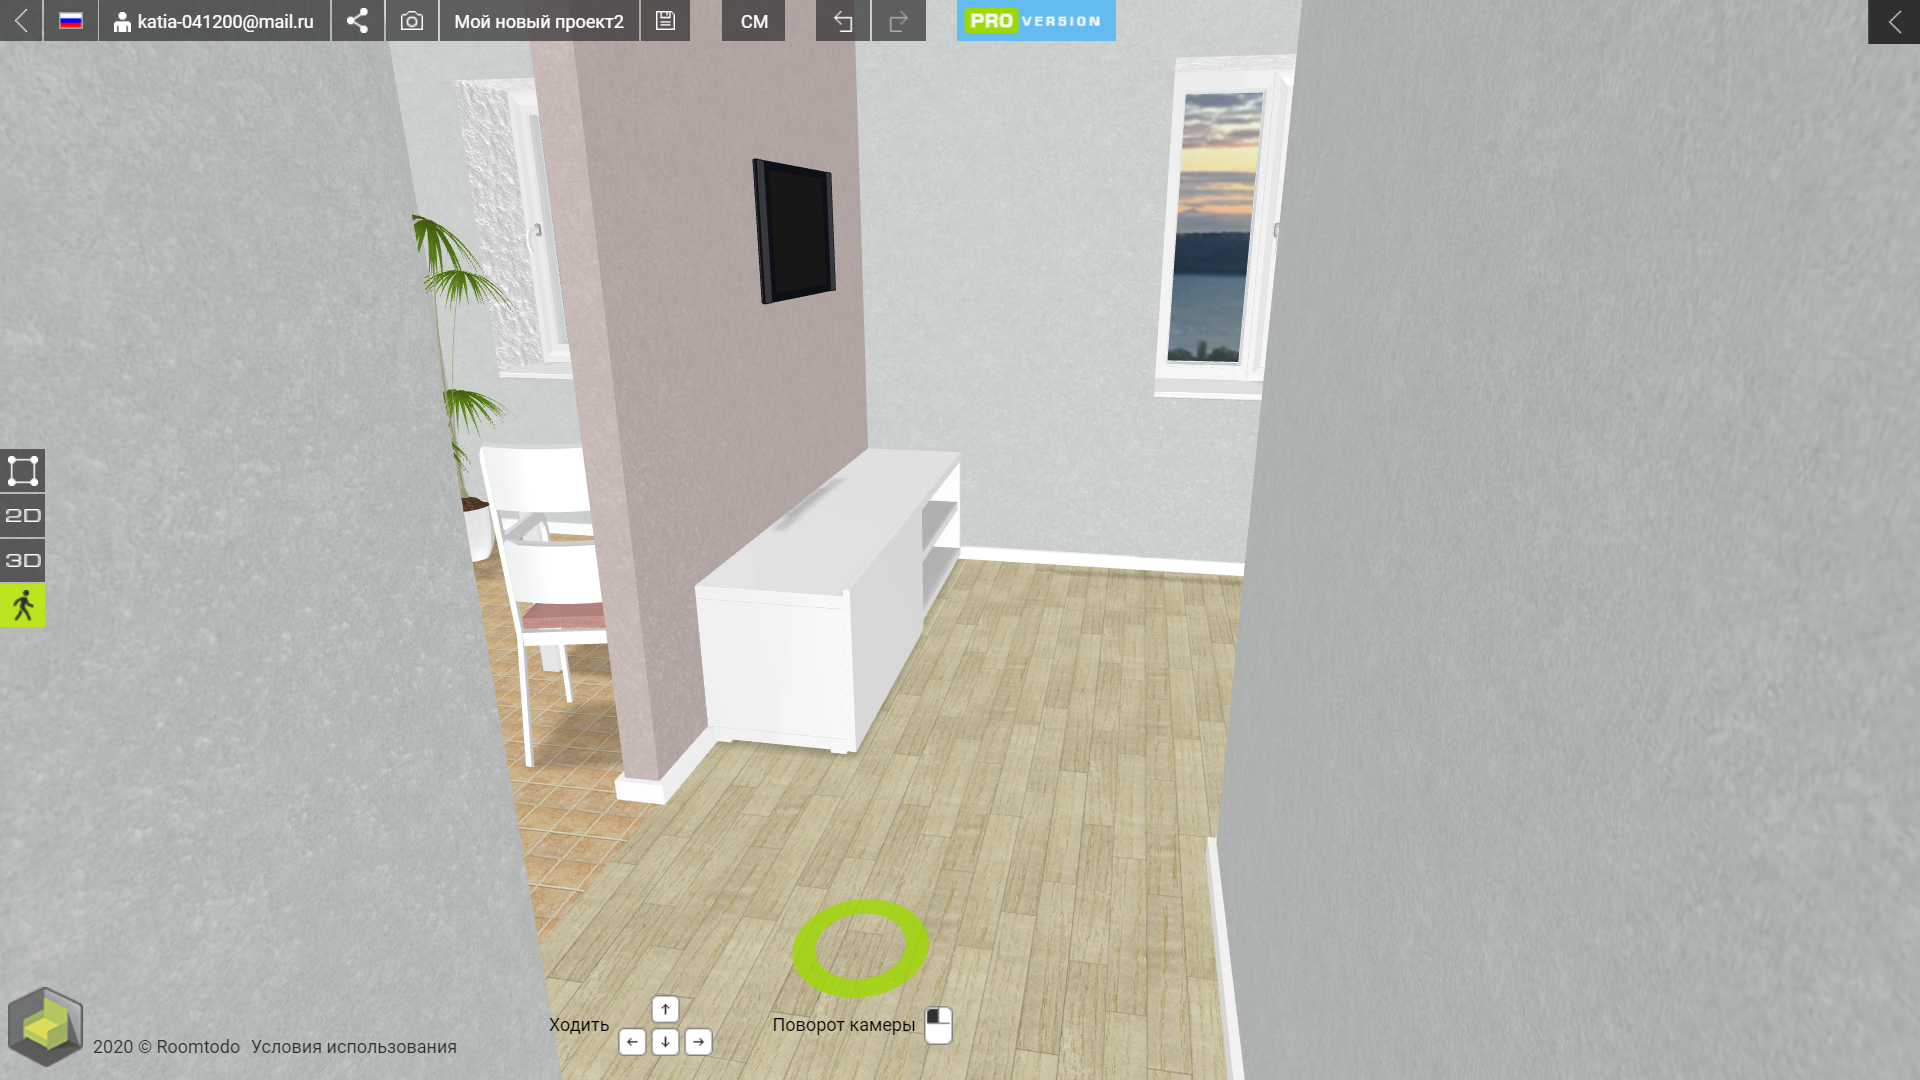 katia-041200@mail.ru
Мой новый проект2
СМ
PRO VERSION
2D
3D
Ходить
Поворот камеры
2020 © Roomtodo Условия использования